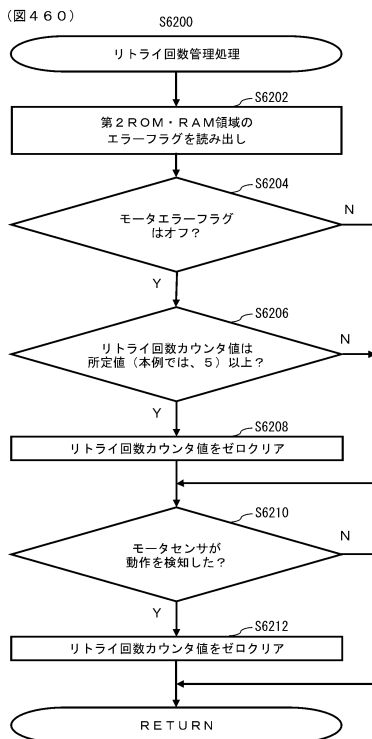 (図460)
S6200
リトライ回数管理処理
S6202
第2ROM・RAM領域の
エラーフラグを読み出し
S6204
モータエラーフラグ
はオフ?
N
Y
S6206
リトライ回数カウンタ値は
所定値(本例では、5)以上?
N
Y
S6208
リトライ回数カウンタ値をゼロクリア
S6210
モータセンサが
動作を検知した?
N
Y
S6212
リトライ回数カウンタ値をゼロクリア
RETURN